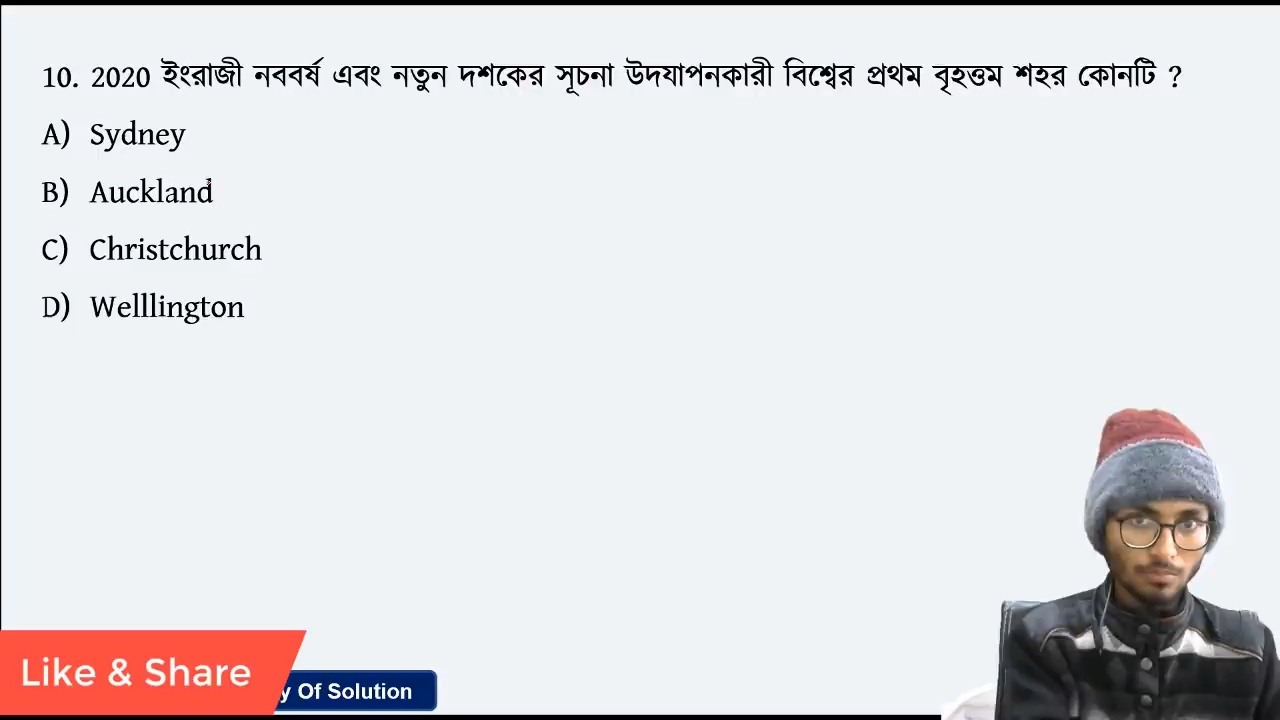 10. 2020 ইংরাজী নববর্ষ এবং নতুন দশকের সূচনা উদযাপনকারী বিশ্বের প্রথম বৃহত্তম শহর কোনটি ?
A) Sydney
B) Auckland
C) Christchurch
D) Welllington
Like & Share
y Of Solution